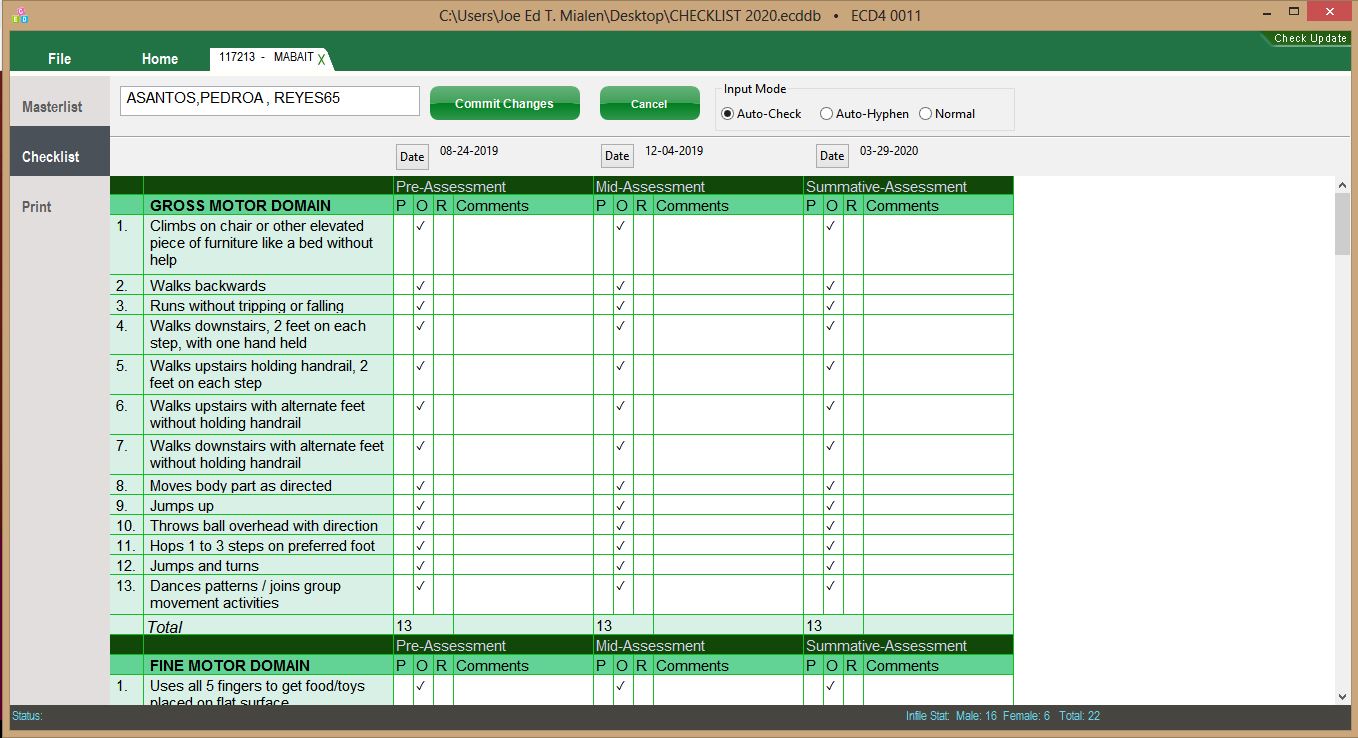 C:\Users\Joe Ed T. Mialen\Desktop\CHECKLIST 2020.ecddb • ECD4 0011
Check Update
File Home 117213 - MABAIT X
Masterlist
Checklist
Print
ASANTOS,PEDROA , REYES65
Commit Changes
Cancel
Input Mode
Auto-Check Auto-Hyphen Normal
Date 08-24-2019 Date 12-04-2019 Date 03-29-2020
Pre-Assessment Mid-Assessment Summative-Assessment
GROSS MOTOR DOMAIN P O R Comments P O R Comments P O R Comments
1. Climbs on chair or other elevated ✓ ✓ ✓
piece of furniture like a bed without
help
2. Walks backwards ✓ ✓ ✓
3. Runs without tripping or falling ✓ ✓ ✓
4. Walks downstairs, 2 feet on each ✓ ✓ ✓
step, with one hand held
5. Walks upstairs holding handrail, 2 ✓ ✓ ✓
feet on each step
6. Walks upstairs with alternate feet ✓ ✓ ✓
without holding handrail
7. Walks downstairs with alternate feet ✓ ✓ ✓
without holding handrail
8. Moves body part as directed ✓ ✓ ✓
9. Jumps up ✓ ✓ ✓
10. Throws ball overhead with direction ✓ ✓ ✓
11. Hops 1 to 3 steps on preferred foot ✓ ✓ ✓
12. Jumps and turns ✓ ✓ ✓
13. Dances patterns / joins group ✓ ✓ ✓
movement activities
Total 13 13 13
Pre-Assessment Mid-Assessment Summative-Assessment
FINE MOTOR DOMAIN P O R Comments P O R Comments P O R Comments
1. Uses all 5 fingers to get food/toys ✓ ✓ ✓
placed on flat surface
Status: Infile Stat: Male: 16 Female: 6 Total: 22